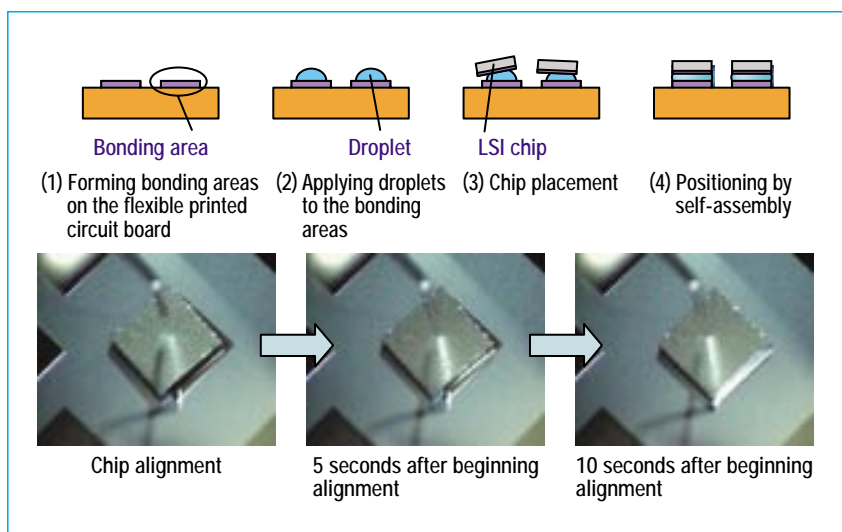 Bonding area
Droplet
LSI chip
(1) Forming bonding areas
on the flexible printed
circuit board
(2) Applying droplets
to the bonding
areas
(3) Chip placement
(4) Positioning by
self-assembly
Chip alignment
5 seconds after beginning
alignment
10 seconds after beginning
alignment